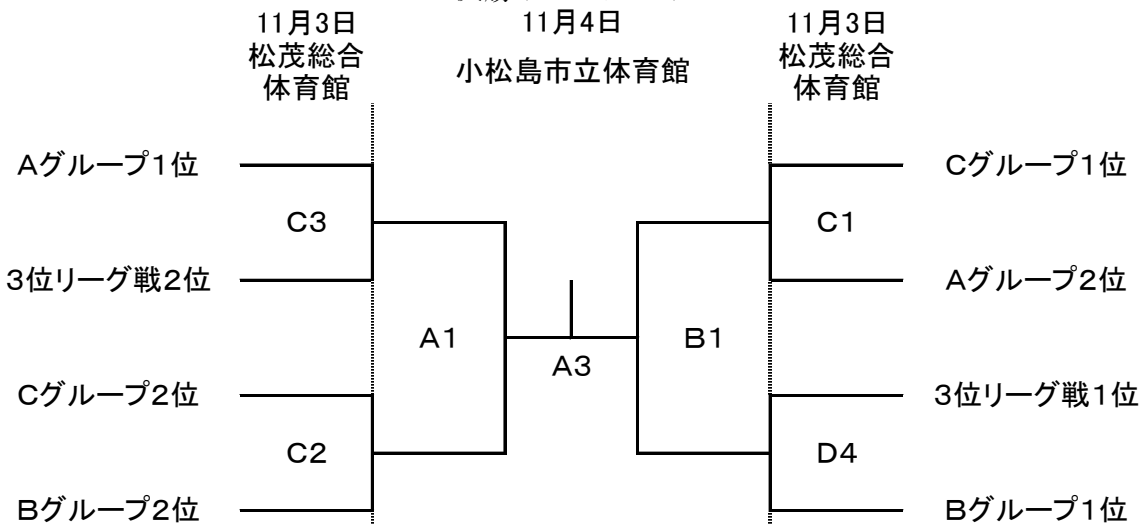 11月3日
松茂総合
体育館
11月4日
小松島市立体育館
11月3日
松茂総合
体育館
Aグループ1位
C3
3位リーグ戦2位
A1
Cグループ2位
C2
Bグループ2位
A3
Cグループ1位
C1
Aグループ2位
B1
3位リーグ戦1位
D4
Bグループ1位